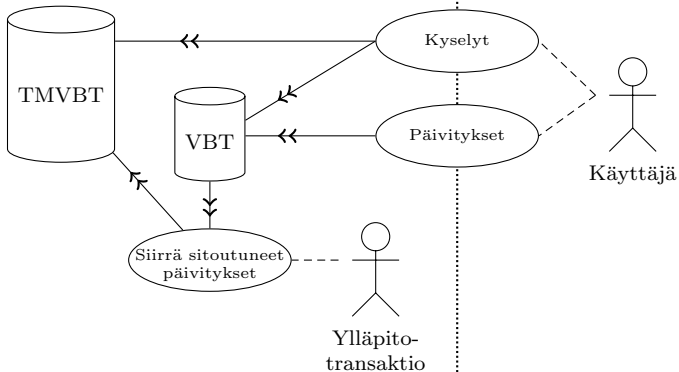 Kyselyt
TMVBT
VBT
Päivitykset
Käyttäjä
Siirrä sitoutuneet
päivitykset
Ylläpito-
transaktio